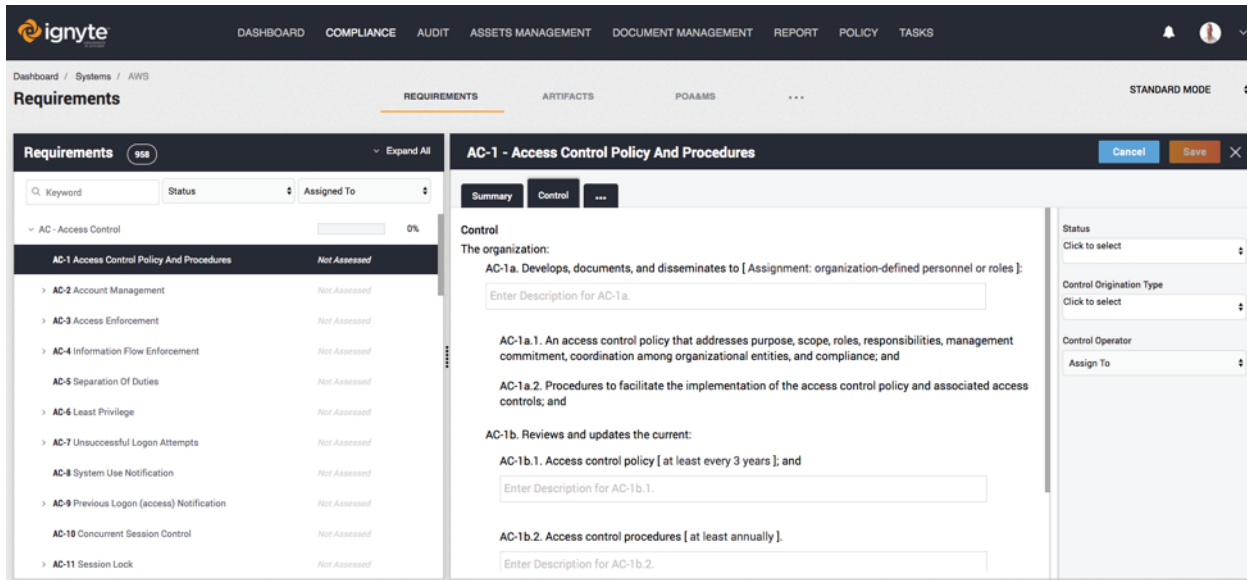 ignyte
DASHBOARD COMPLIANCE AUDIT ASSETS MANAGEMENT DOCUMENT MANAGEMENT REPORT POLICY TASKS
Dashboard / Systems / AWS
Requirements
REQUIREMENTS ARTIFACTS POA&MS ...
STANDARD MODE
Requirements 958 Expand All
Keyword Status Assigned To
AC - Access Control 0%
AC-1 Access Control Policy And Procedures Not Assessed
AC-2 Account Management Not Assessed
AC-3 Access Enforcement Not Assessed
AC-4 Information Flow Enforcement Not Assessed
AC-5 Separation Of Duties Not Assessed
AC-6 Least Privilege Not Assessed
AC-7 Unsuccessful Logon Attempts Not Assessed
AC-8 System Use Notification Not Assessed
AC-9 Previous Logon (access) Notification Not Assessed
AC-10 Concurrent Session Control Not Assessed
AC-11 Session Lock Not Assessed
AC-1 - Access Control Policy And Procedures
Cancel Save
Summary Control ...
Control
The organization:
AC-1a. Develops, documents, and disseminates to [ Assignment: organization-defined personnel or roles ]:
Enter Description for AC-1a.
AC-1a.1. An access control policy that addresses purpose, scope, roles, responsibilities, management
commitment, coordination among organizational entities, and compliance; and
AC-1a.2. Procedures to facilitate the implementation of the access control policy and associated access
controls; and
AC-1b. Reviews and updates the current:
AC-1b.1. Access control policy [ at least every 3 years ]; and
Enter Description for AC-1b.1.
AC-1b.2. Access control procedures [ at least annually ].
Enter Description for AC-1b.2.
Status
Click to select
Control Origination Type
Click to select
Control Operator
Assign To